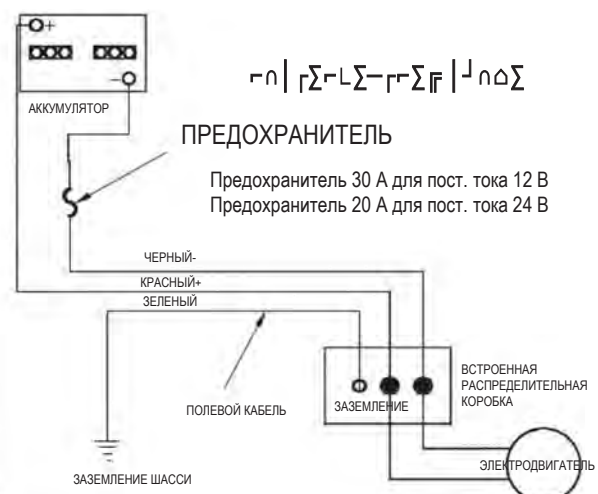 +
–
АККУМУЛЯТОР
ПРЕДОХРАНИТЕЛЬ
Предохранитель 30 А для пост. тока 12 В
Предохранитель 20 А для пост. тока 24 В
ЧЕРНЫЙ-
КРАСНЫЙ+
ЗЕЛЕНЫЙ
ПОЛЕВОЙ КАБЕЛЬ
ЗАЗЕМЛЕНИЕ
ВСТРОЕННАЯ
РАСПРЕДЕЛИТЕЛЬНАЯ
КОРОБКА
ЭЛЕКТРОДВИГАТЕЛЬ
ЗАЗЕМЛЕНИЕ ШАССИ